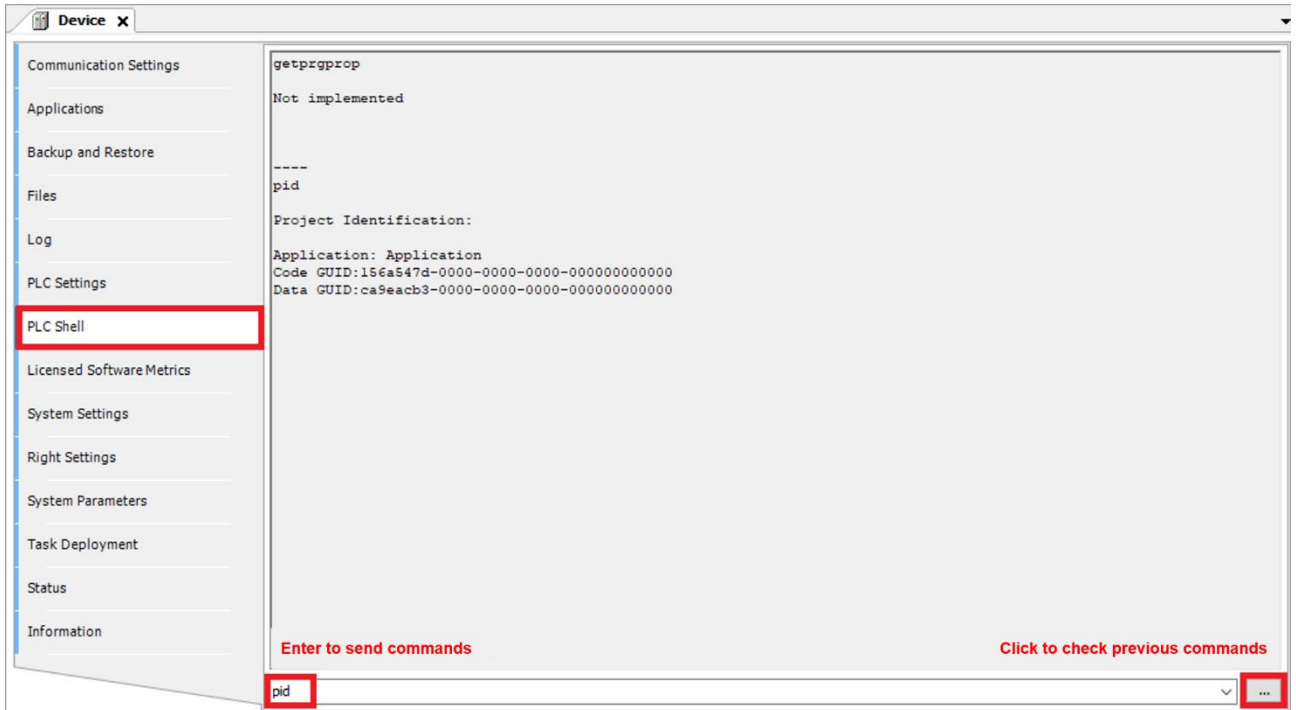 Device
Communication Settings
Applications
Backup and Restore
Files
Log
PLC Settings
PLC Shell
Licensed Software Metrics
System Settings
Right Settings
System Parameters
Task Deployment
Status
Information
getprgprop
Not implemented
----
pid
Project Identification:
Application: Application
Code GUID:156a547d-0000-0000-0000-000000000000
Data GUID:ca9eacb3-0000-0000-0000-000000000000
Enter to send commands
Click to check previous commands
pid
...